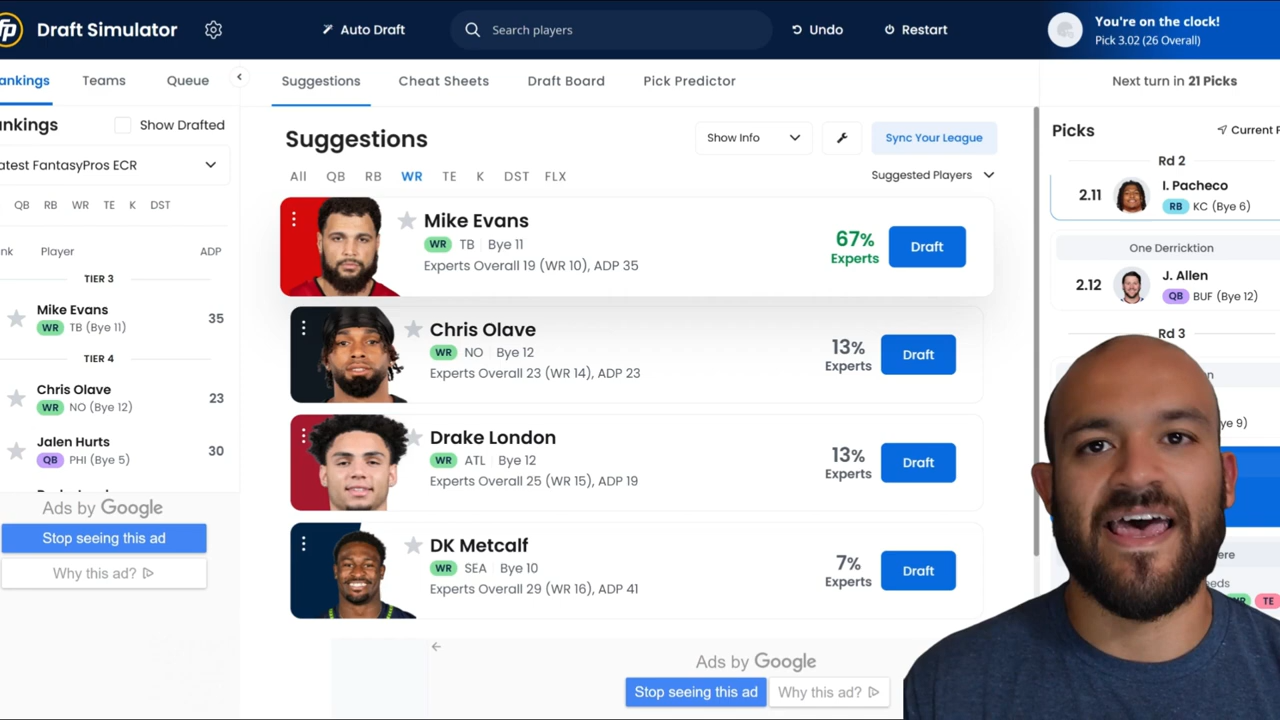 fp Draft Simulator
Auto Draft
Search players
Undo
Restart
You're on the clock!
Pick 3.02 (26 Overall)
ankings
Teams
Queue
Suggestions
Cheat Sheets
Draft Board
Pick Predictor
Next turn in 21 Picks
ankings
Show Drafted
atest FantasyPros ECR
QB RB WR TE K DST
nk Player ADP
TIER 3
Mike Evans
WR TB (Bye 11)
35
TIER 4
Chris Olave
WR NO (Bye 12)
23
Jalen Hurts
QB PHI (Bye 5)
30
Ads by Google
Stop seeing this ad
Why this ad?
Suggestions
Show Info
Sync Your League
All QB RB WR TE K DST FLX
Suggested Players
Mike Evans
WR TB Bye 11
Experts Overall 19 (WR 10), ADP 35
67%
Experts
Draft
Chris Olave
WR NO Bye 12
Experts Overall 23 (WR 14), ADP 23
13%
Experts
Draft
Drake London
WR ATL Bye 12
Experts Overall 25 (WR 15), ADP 19
13%
Experts
Draft
DK Metcalf
WR SEA Bye 10
Experts Overall 29 (WR 16), ADP 41
7%
Experts
Draft
Ads by Google
Stop seeing this ad
Why this ad?
Picks
Current P
Rd 2
2.11
I. Pacheco
RB KC (Bye 6)
One Derricktion
2.12
J. Allen
QB BUF (Bye 12)
Rd 3
ye 9)
ere
eeds
WR TE